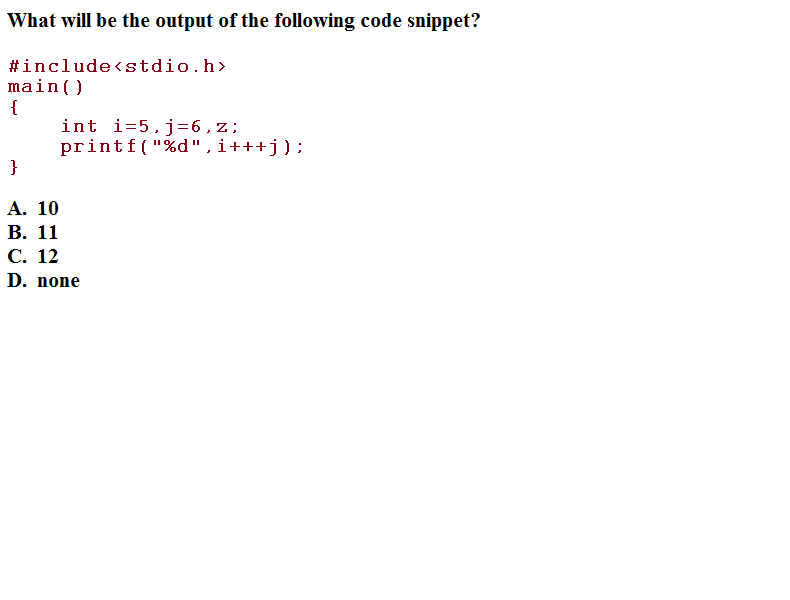 What will be the output of the following code snippet?
#include<stdio.h>
main()
{
int i=5,j=6,z;
printf("%d",i+++j);
}
A. 10
B. 11
C. 12
D. none